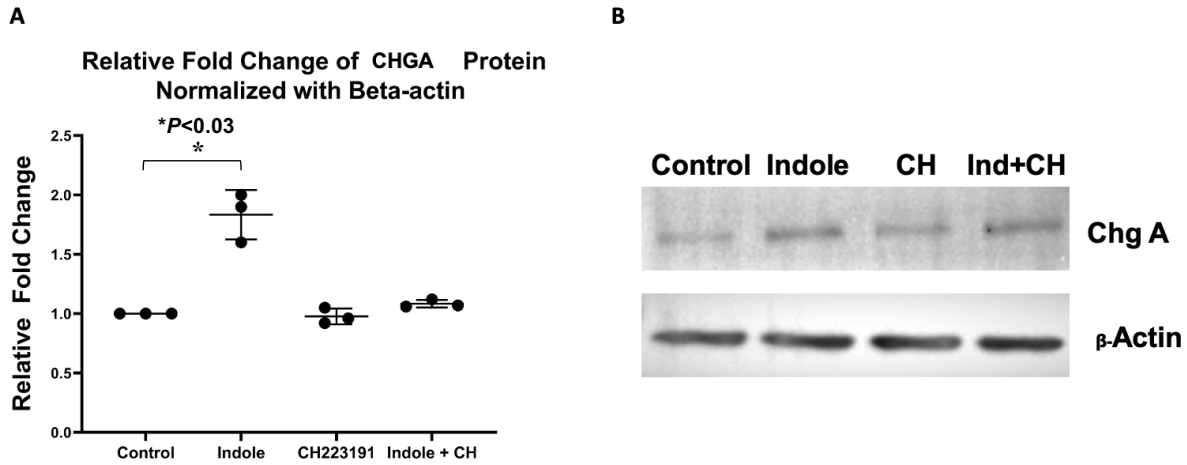 A
Relative Fold Change of CHGA Protein
Normalized with Beta-actin
*P<0.03
*
2.5
2.0
1.5
1.0
0.5
0.0
Relative Fold Change
Control Indole CH223191 Indole + CH
B
Control Indole CH Ind+CH
Chg A
β-Actin